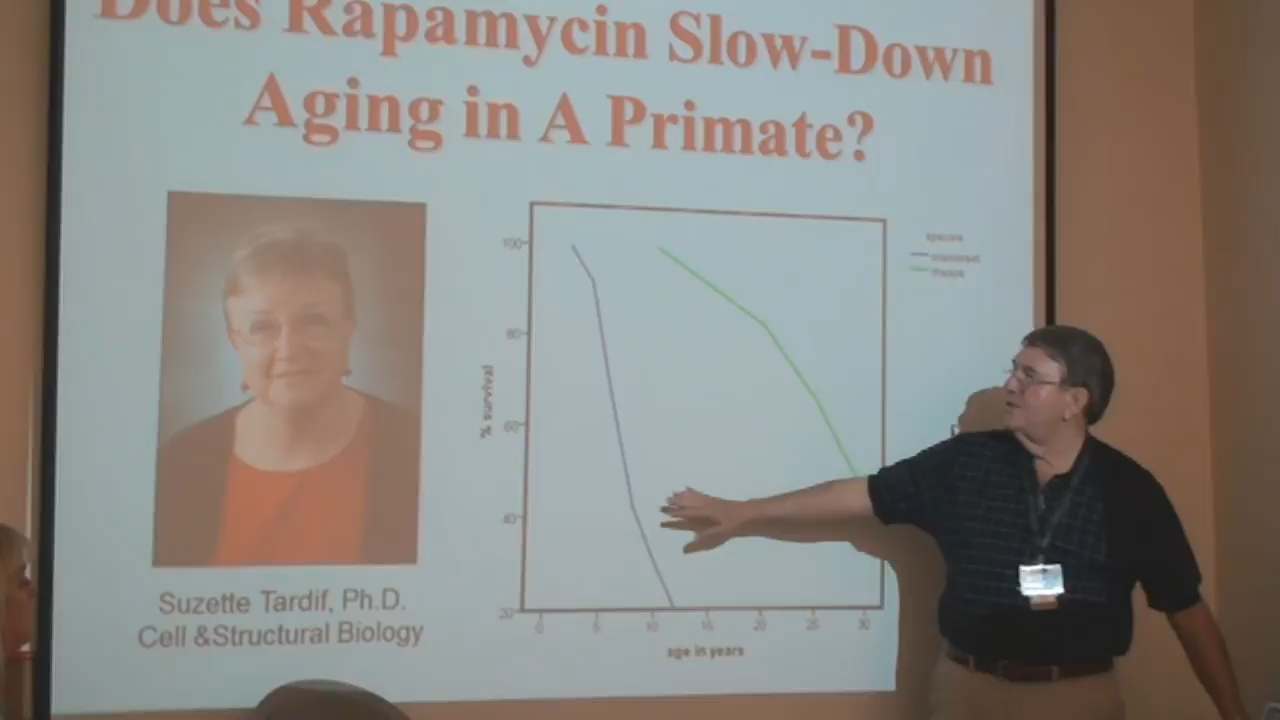 Does Rapamycin Slow-Down
Aging in A Primate?
species
100
80
60
40
20
% survival
0 5 10 15 20 25 30
age in years
Suzette Tardif, Ph.D.
Cell &Structural Biology